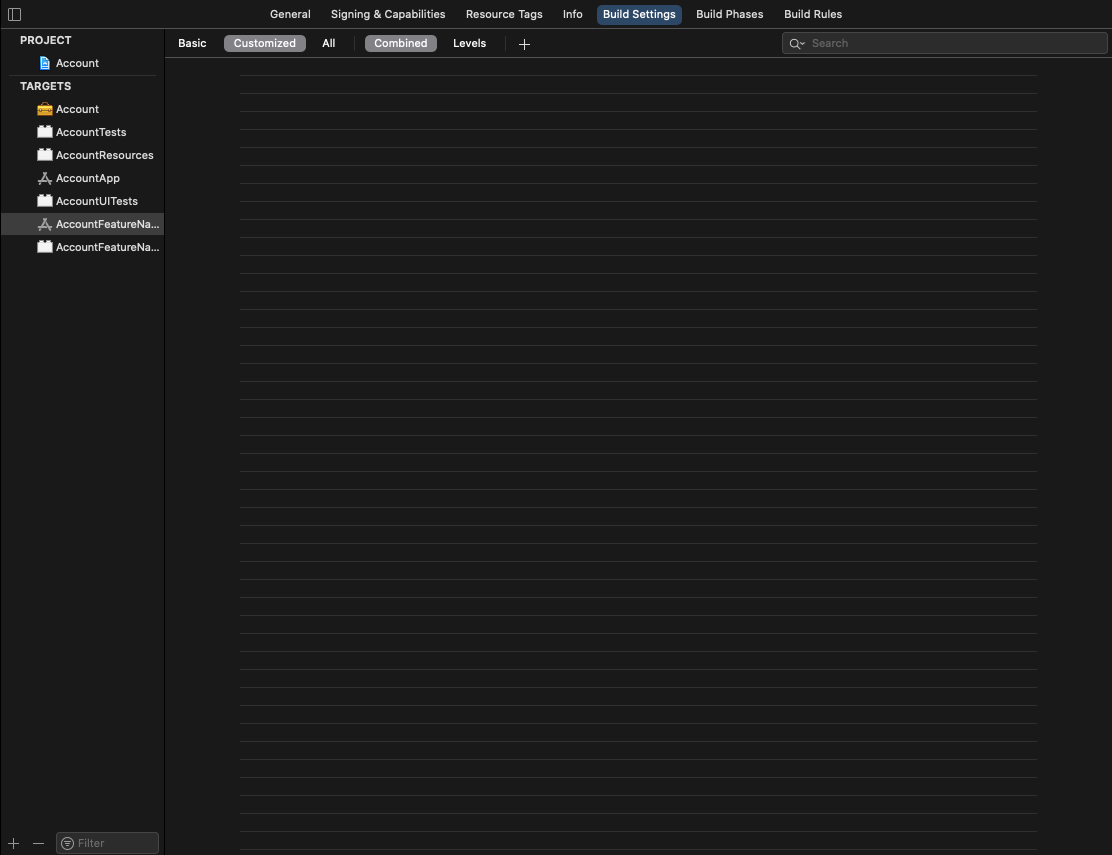 General Signing & Capabilities Resource Tags Info Build Settings Build Phases Build Rules
PROJECT
Account
TARGETS
Account
AccountTests
AccountResources
AccountApp
AccountUITests
AccountFeatureNa...
AccountFeatureNa...
Filter
Basic Customized All Combined Levels Search